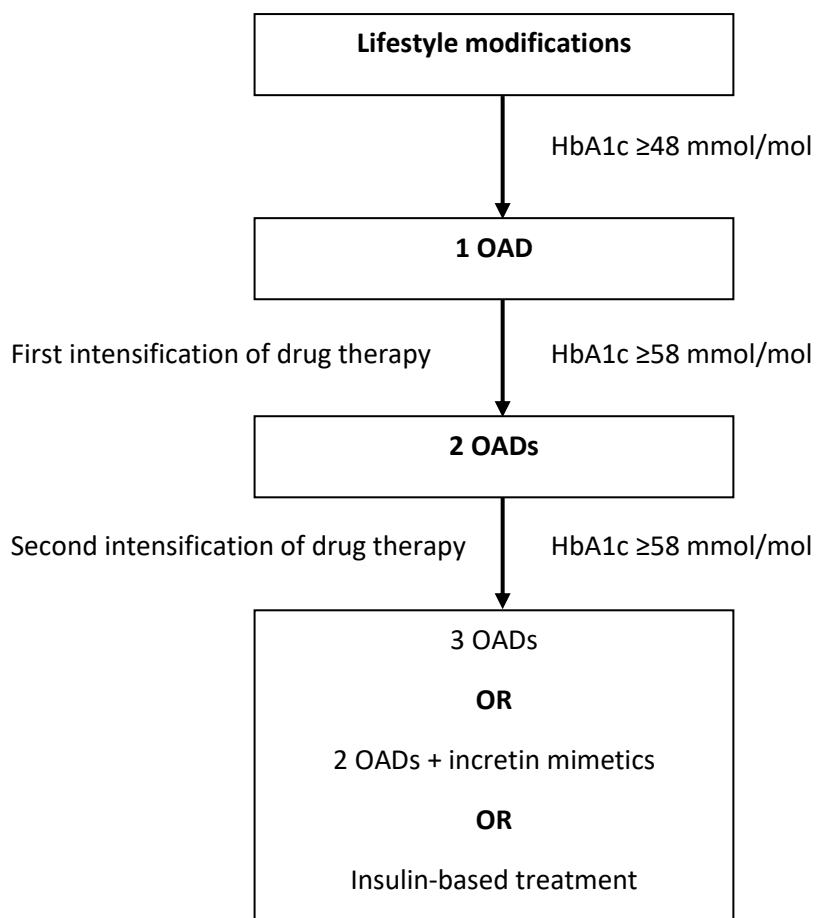 Lifestyle modifications
HbA1c ≥48 mmol/mol
1 OAD
First intensification of drug therapy
HbA1c ≥58 mmol/mol
2 OADs
Second intensification of drug therapy
HbA1c ≥58 mmol/mol
3 OADs
OR
2 OADs + incretin mimetics
OR
Insulin-based treatment